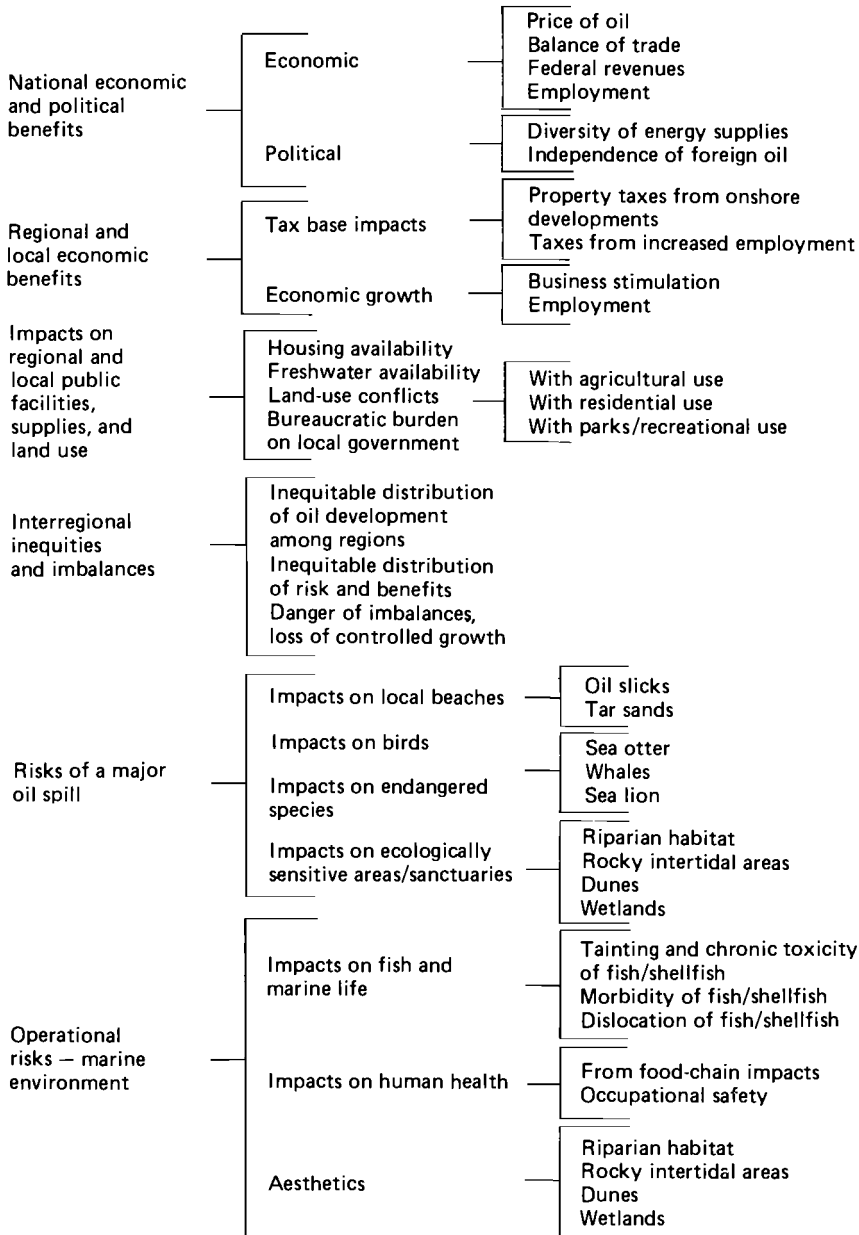 National economic
and political
benefits
Economic
Price of oil
Balance of trade
Federal revenues
Employment
Political
Diversity of energy supplies
Independence of foreign oil
Regional and
local economic
benefits
Tax base impacts
Property taxes from onshore
developments
Taxes from increased employment
Economic growth
Business stimulation
Employment
Impacts on
regional and
local public
facilities,
supplies, and
land use
Housing availability
Freshwater availability
Land-use conflicts
Bureaucratic burden
on local government
With agricultural use
With residential use
With parks/recreational use
Interregional
inequities
and imbalances
Inequitable distribution
of oil development
among regions
Inequitable distribution
of risk and benefits
Danger of imbalances,
loss of controlled growth
Risks of a major
oil spill
Impacts on local beaches
Oil slicks
Tar sands
Impacts on birds
Impacts on endangered
species
Sea otter
Whales
Sea lion
Impacts on ecologically
sensitive areas/sanctuaries
Riparian habitat
Rocky intertidal areas
Dunes
Wetlands
Operational
risks – marine
environment
Impacts on fish and
marine life
Tainting and chronic toxicity
of fish/shellfish
Morbidity of fish/shellfish
Dislocation of fish/shellfish
Impacts on human health
From food-chain impacts
Occupational safety
Aesthetics
Riparian habitat
Rocky intertidal areas
Dunes
Wetlands